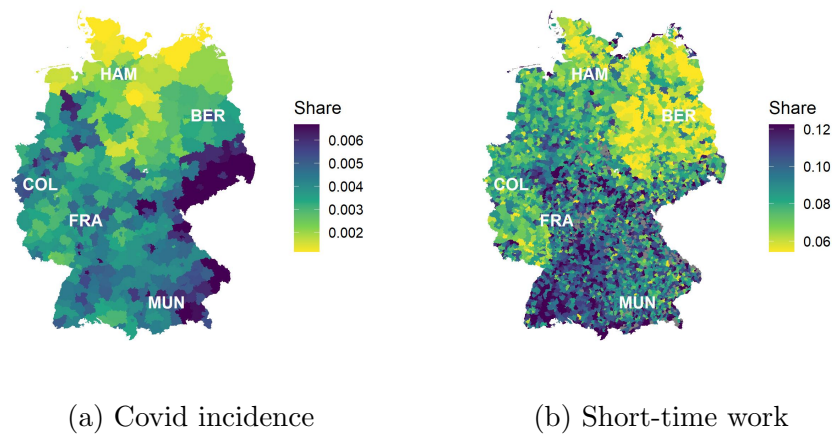 HAM
BER
COL
FRA
MUN
Share
0.006
0.005
0.004
0.003
0.002
HAM
BER
COL
FRA
MUN
Share
0.12
0.10
0.08
0.06
(a) Covid incidence
(b) Short-time work